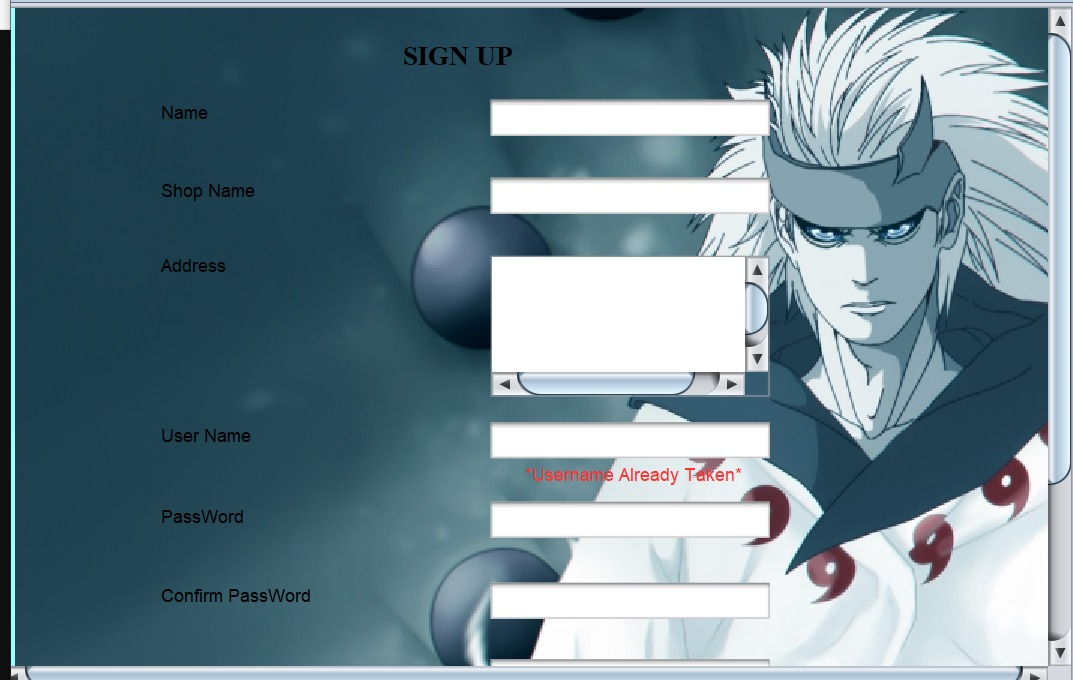 SIGN UP
Name
Shop Name
Address
User Name
*Username Already Taken*
PassWord
Confirm PassWord